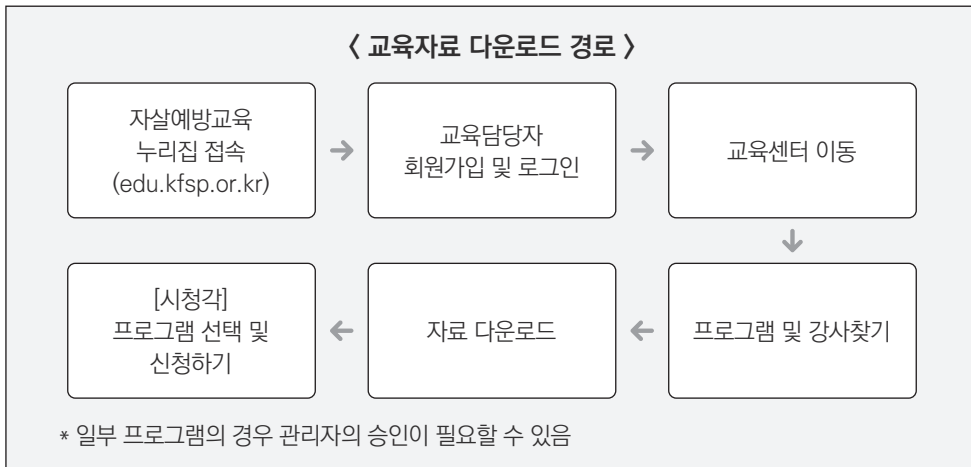 〈 교육자료 다운로드 경로 〉
자살예방교육
누리집 접속
(edu.kfsp.or.kr)
교육담당자
회원가입 및 로그인
교육센터 이동
프로그램 및 강사찾기
자료 다운로드
[시청각]
프로그램 선택 및
신청하기
* 일부 프로그램의 경우 관리자의 승인이 필요할 수 있음